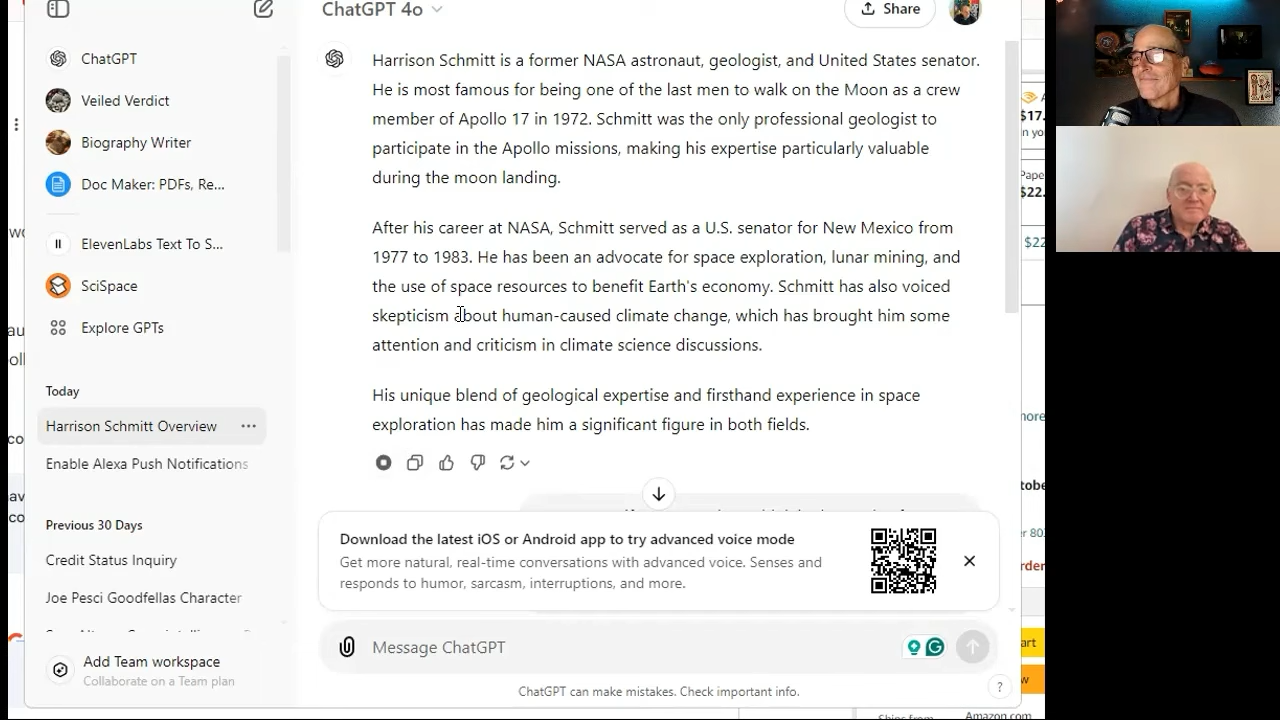 ChatGPT 4o
Share
ChatGPT
Veiled Verdict
Biography Writer
Doc Maker: PDFs, Re...
ElevenLabs Text To S...
SciSpace
Explore GPTs
Today
Harrison Schmitt Overview
Enable Alexa Push Notifications
Previous 30 Days
Credit Status Inquiry
Joe Pesci Goodfellas Character
Add Team workspace
Collaborate on a Team plan
Harrison Schmitt is a former NASA astronaut, geologist, and United States senator.
He is most famous for being one of the last men to walk on the Moon as a crew
member of Apollo 17 in 1972. Schmitt was the only professional geologist to
participate in the Apollo missions, making his expertise particularly valuable
during the moon landing.
After his career at NASA, Schmitt served as a U.S. senator for New Mexico from
1977 to 1983. He has been an advocate for space exploration, lunar mining, and
the use of space resources to benefit Earth's economy. Schmitt has also voiced
skepticism about human-caused climate change, which has brought him some
attention and criticism in climate science discussions.
His unique blend of geological expertise and firsthand experience in space
exploration has made him a significant figure in both fields.
Download the latest iOS or Android app to try advanced voice mode
Get more natural, real-time conversations with advanced voice. Senses and
responds to humor, sarcasm, interruptions, and more.
Message ChatGPT
ChatGPT can make mistakes. Check important info.
?
$17.
Pape
$22.
$22
Ships from
Amazon.com